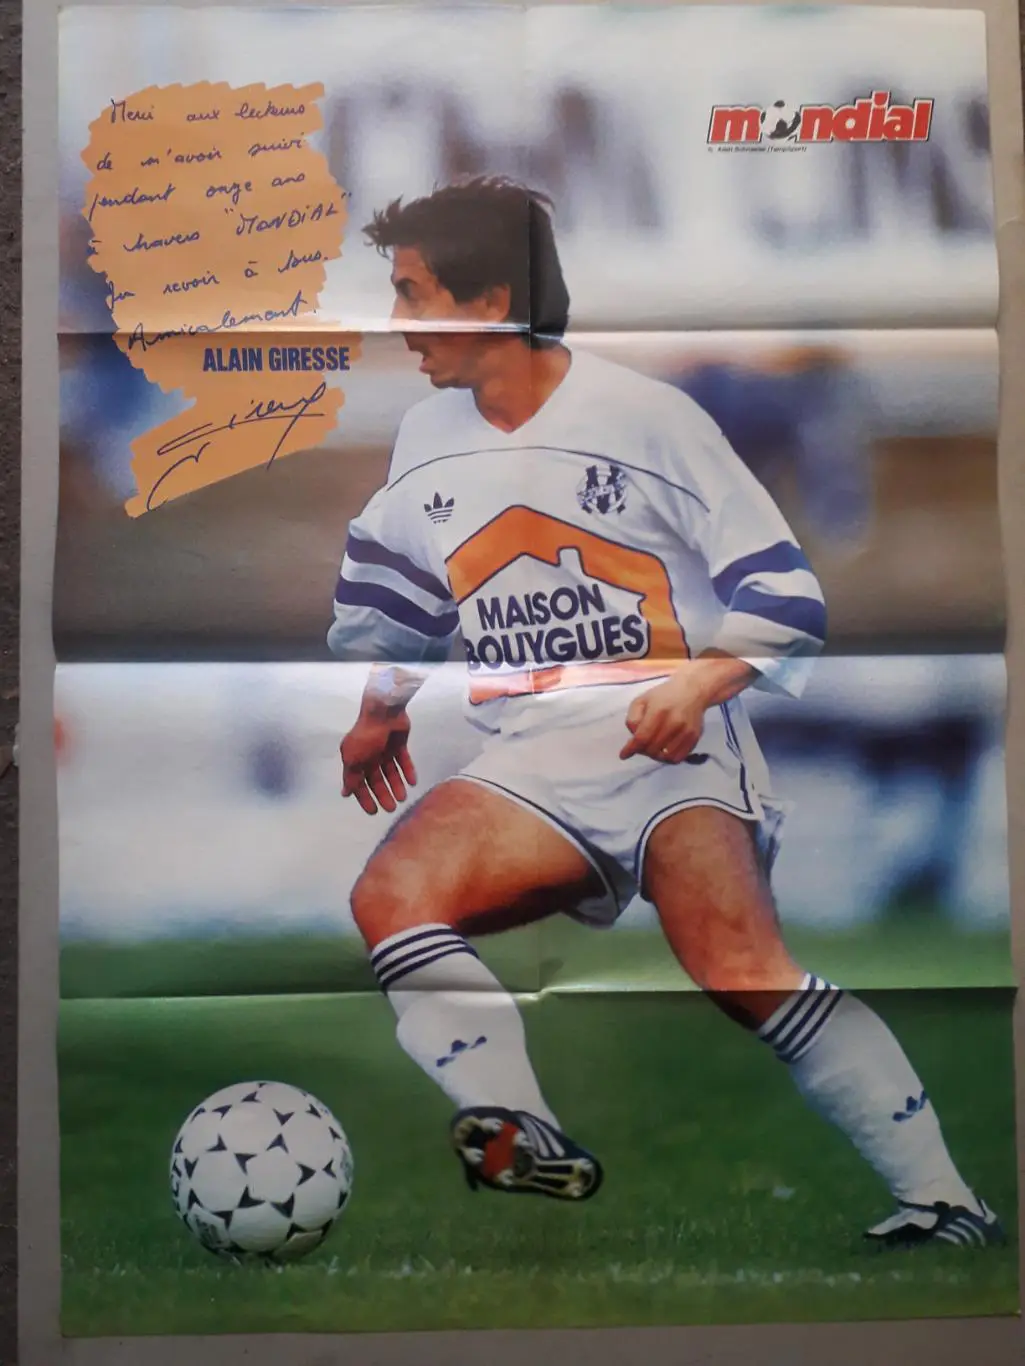 Merci aux lecteurs
de m'avoir suivi
pendant onze ans
à travers "MONDIAL"
Au revoir à tous.
Amicalement.
ALAIN GIRESSE
Giresse
mondial
MAISON
BOUYGUES